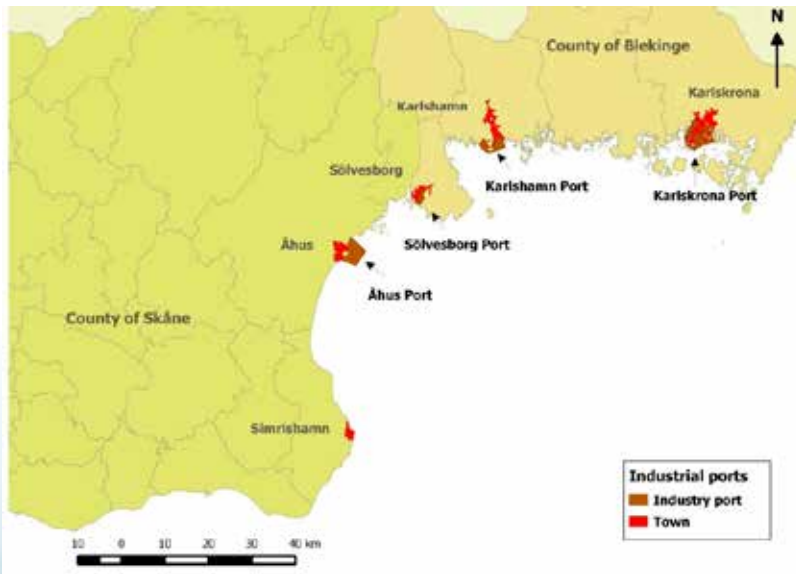 N
County of Blekinge
Karlskrona
Karlshamn
Sölvesborg
Karlshamn Port
Karlskrona Port
Sölvesborg Port
Åhus
Åhus Port
County of Skåne
Simrishamn
Industrial ports
Industry port
Town
10 0 10 20 30 40 km